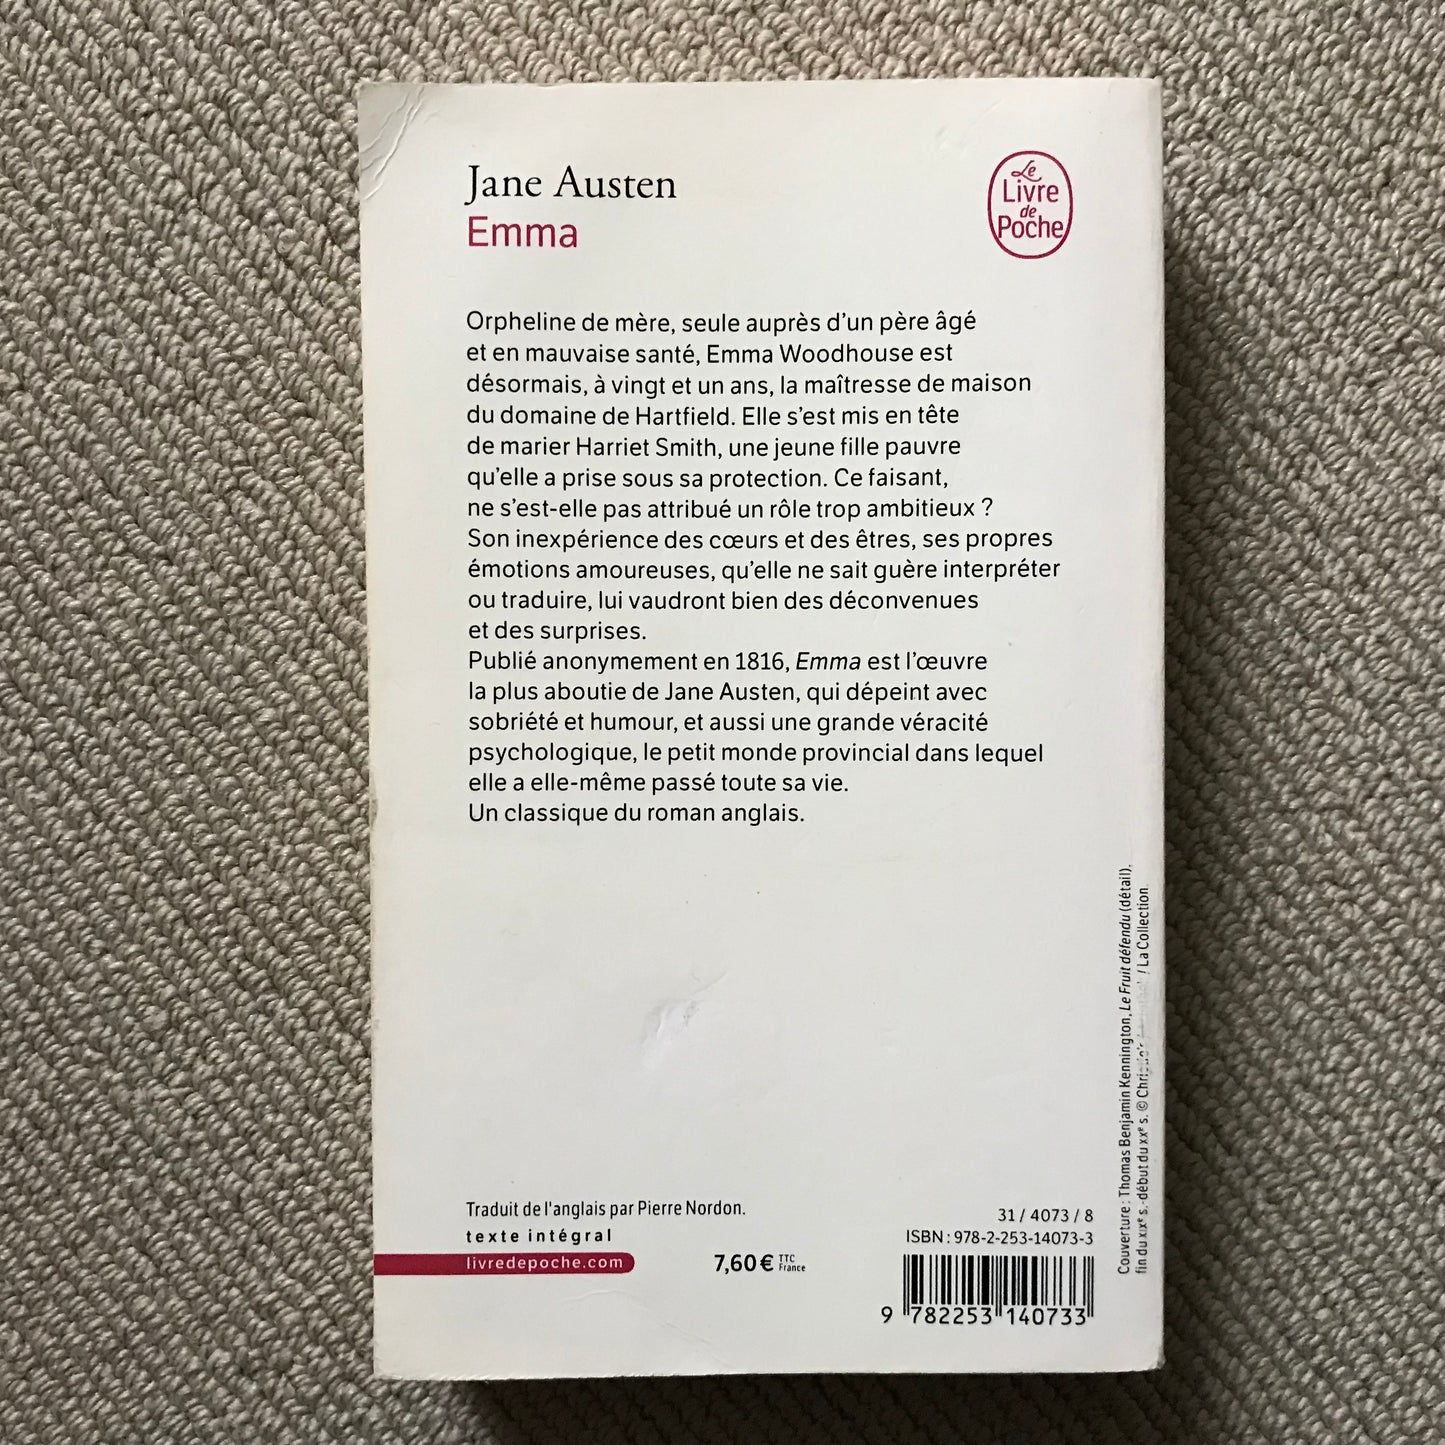 Jane Austen
Emma
Le
Livre
de
Poche
Orpheline de mère, seule auprès d'un père âgé
et en mauvaise santé, Emma Woodhouse est
désormais, à vingt et un ans, la maîtresse de maison
du domaine de Hartfield. Elle s'est mis en tête
de marier Harriet Smith, une jeune fille pauvre
qu'elle a prise sous sa protection. Ce faisant,
ne s'est-elle pas attribué un rôle trop ambitieux ?
Son inexpérience des cœurs et des êtres, ses propres
émotions amoureuses, qu'elle ne sait guère interpréter
ou traduire, lui vaudront bien des déconvenues
et des surprises.
Publié anonymement en 1816, Emma est l'œuvre
la plus aboutie de Jane Austen, qui dépeint avec
sobriété et humour, et aussi une grande véracité
psychologique, le petit monde provincial dans lequel
elle a elle-même passé toute sa vie.
Un classique du roman anglais.
Traduit de l'anglais par Pierre Nordon.
texte intégral
livredepoche.com
7,60 € TTC
France
31 / 4073 / 8
ISBN : 978-2-253-14073-3
9 782253 140733
Couverture : Thomas Benjamin Kennington, Le Fruit défendu (détail),
fin du XIXe s.-début du XXe s. © / La Collection.